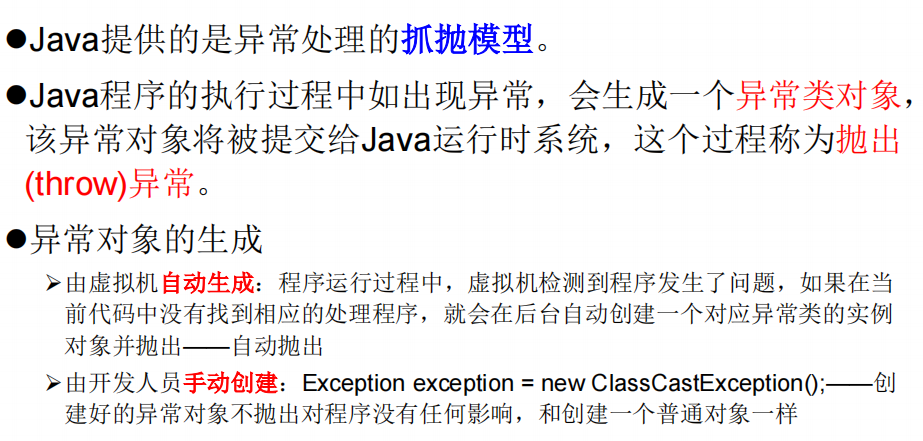 ●Java提供的是异常处理的抓抛模型。
●Java程序的执行过程中如出现异常，会生成一个异常类对象，
该异常对象将被提交给Java运行时系统，这个过程称为抛出
(throw)异常。
●异常对象的生成
➢由虚拟机自动生成：程序运行过程中，虚拟机检测到程序发生了问题，如果在当
前代码中没有找到相应的处理程序，就会在后台自动创建一个对应异常类的实例
对象并抛出——自动抛出
➢由开发人员手动创建：Exception exception = new ClassCastException();——创
建好的异常对象不抛出对程序没有任何影响，和创建一个普通对象一样